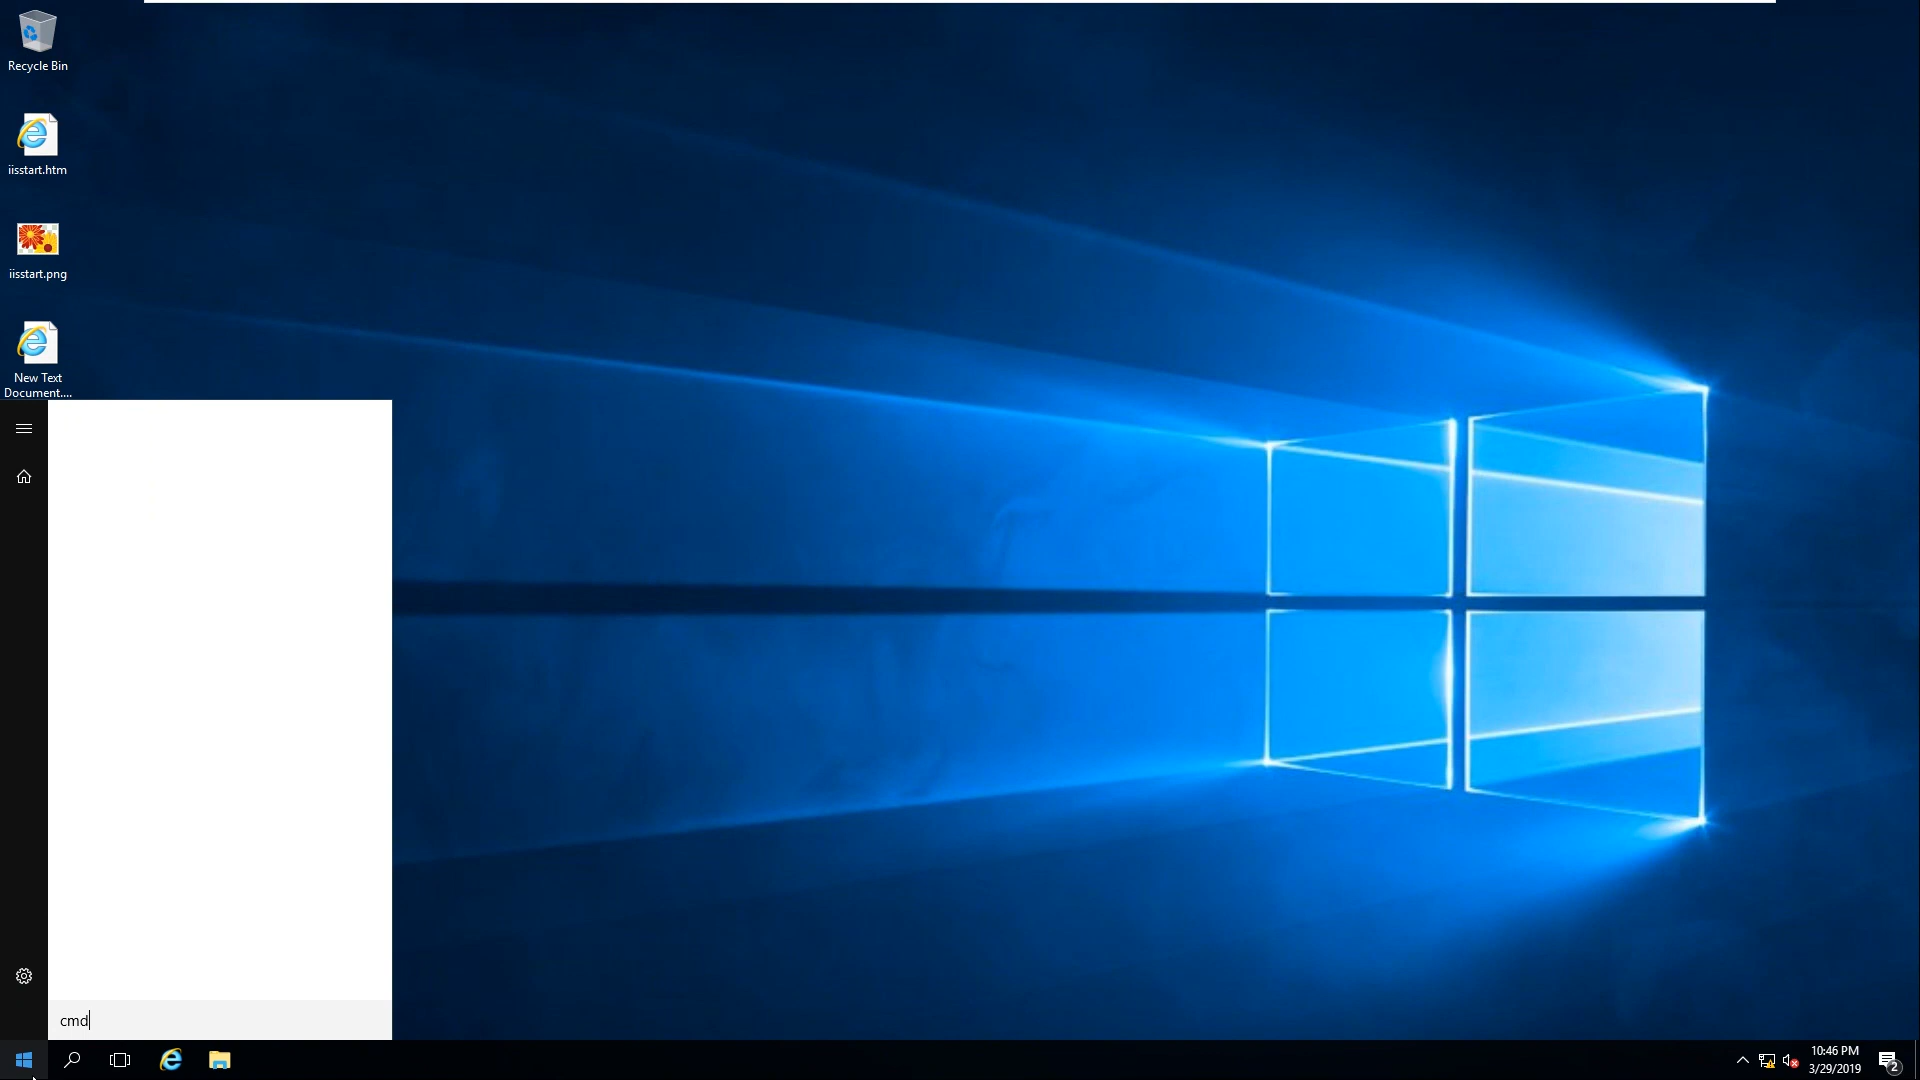 Recycle Bin
iisstart.htm
iisstart.png
New Text
Document....
cmd
10:46 PM
3/29/2019
2